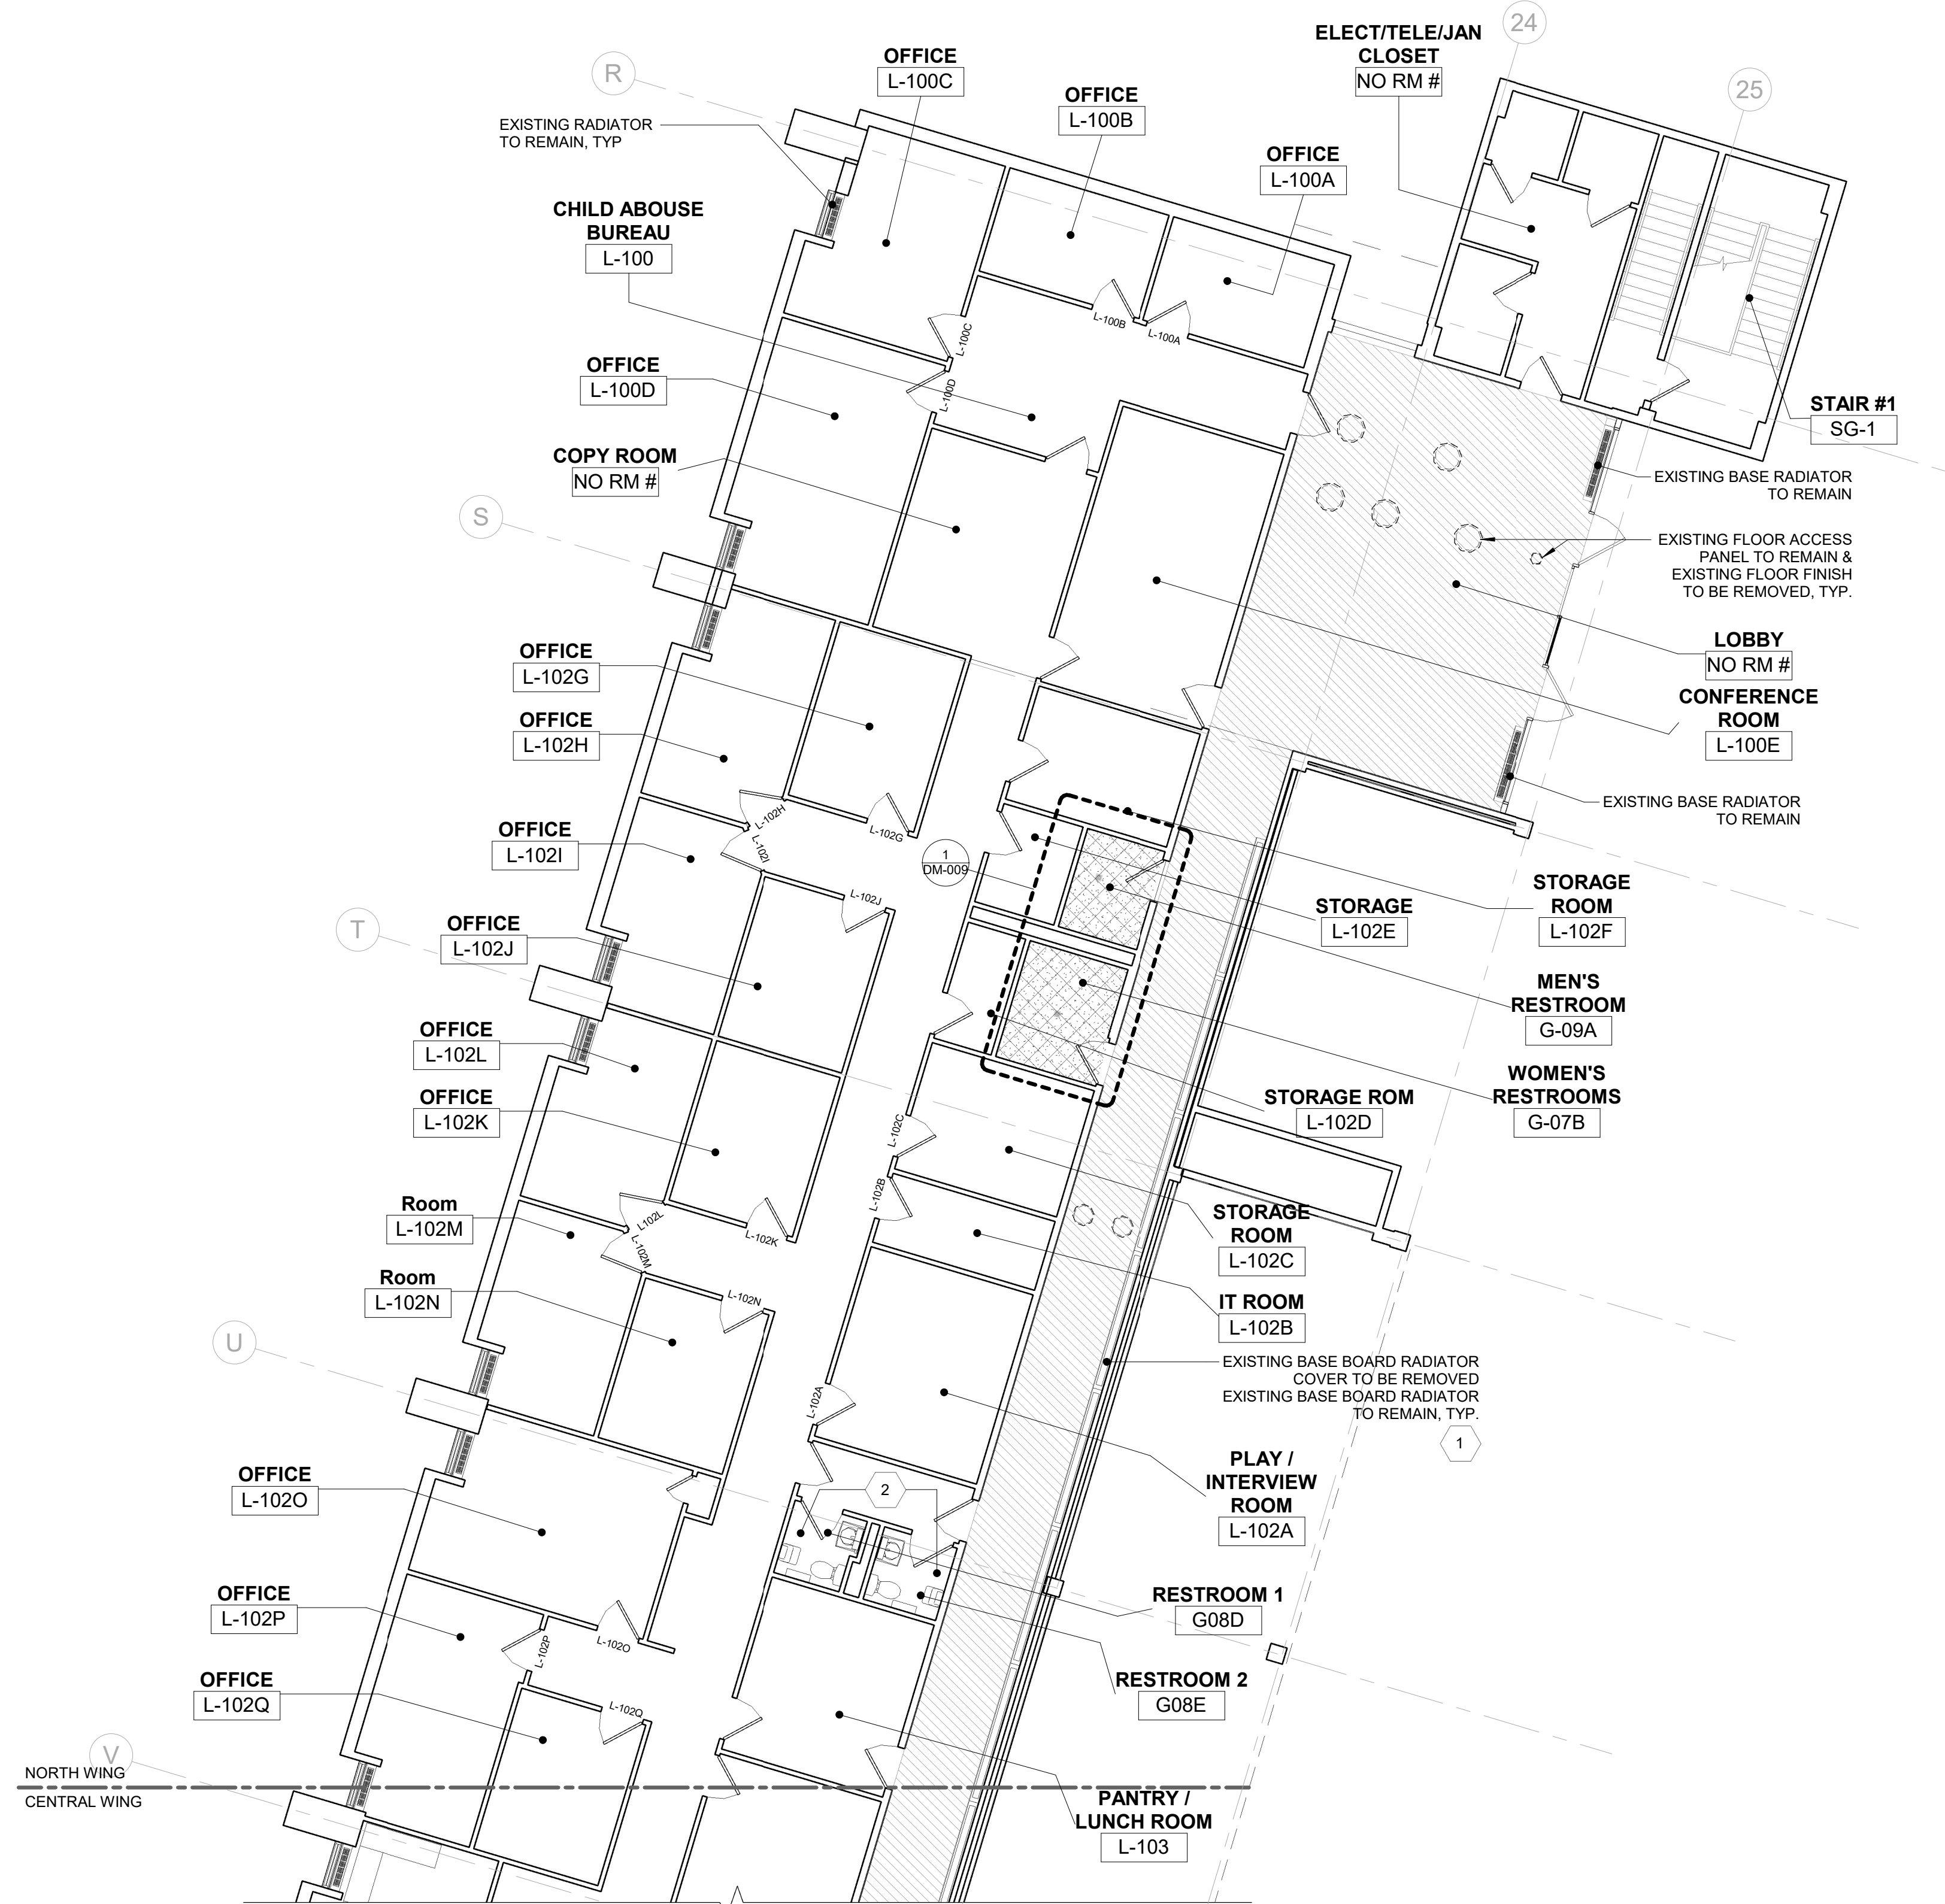 24
ELECT/TELE/JAN
CLOSET
NO RM #
25
R
OFFICE
L-100C
OFFICE
L-100B
OFFICE
L-100A
EXISTING RADIATOR
TO REMAIN, TYP
CHILD ABOUSE
BUREAU
L-100
L-100B
L-100A
L-100C
L-100D
OFFICE
L-100D
STAIR #1
SG-1
COPY ROOM
NO RM #
EXISTING BASE RADIATOR
TO REMAIN
S
EXISTING FLOOR ACCESS
PANEL TO REMAIN &
EXISTING FLOOR FINISH
TO BE REMOVED, TYP.
LOBBY
NO RM #
CONFERENCE
ROOM
L-100E
OFFICE
L-102G
OFFICE
L-102H
EXISTING BASE RADIATOR
TO REMAIN
L-102H
L-102G
L-102I
OFFICE
L-102I
1
DM-009
L-102J
STORAGE
ROOM
L-102F
STORAGE
L-102E
OFFICE
L-102J
T
MEN'S
RESTROOM
G-09A
OFFICE
L-102L
WOMEN'S
RESTROOMS
G-07B
OFFICE
L-102K
STORAGE ROM
L-102D
L-102C
L-102B
Room
L-102M
L102L
L-102K
L-102M
STORAGE
ROOM
L-102C
Room
L-102N
L-102N
IT ROOM
L-102B
U
EXISTING BASE BOARD RADIATOR
COVER TO BE REMOVED
EXISTING BASE BOARD RADIATOR
TO REMAIN, TYP.
1
L-102A
PLAY /
INTERVIEW
ROOM
L-102A
OFFICE
L-102O
2
OFFICE
L-102P
RESTROOM 1
G08D
L-102O
L-102P
OFFICE
L-102Q
L-102Q
RESTROOM 2
G08E
V
NORTH WING
CENTRAL WING
PANTRY /
LUNCH ROOM
L-103